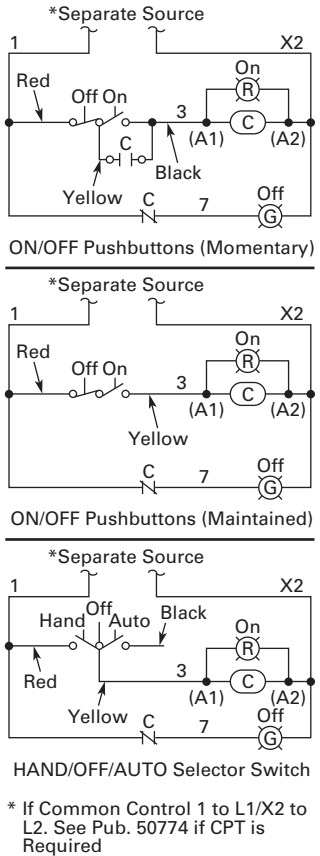 *Separate Source
1 X2
On
Red
R
Off On
3
C
C
(A1) (A2)
Black
Yellow
Off
C 7
G
ON/OFF Pushbuttons (Momentary)
*Separate Source
1 X2
On
Red
R
Off On
3
C
(A1) (A2)
Yellow
Off
C 7
G
ON/OFF Pushbuttons (Maintained)
*Separate Source
1 X2
Off Black
Hand Auto On
R
3
C
Red
(A1) (A2)
Yellow
C 7 Off
G
HAND/OFF/AUTO Selector Switch
* If Common Control 1 to L1/X2 to
L2. See Pub. 50774 if CPT is
Required